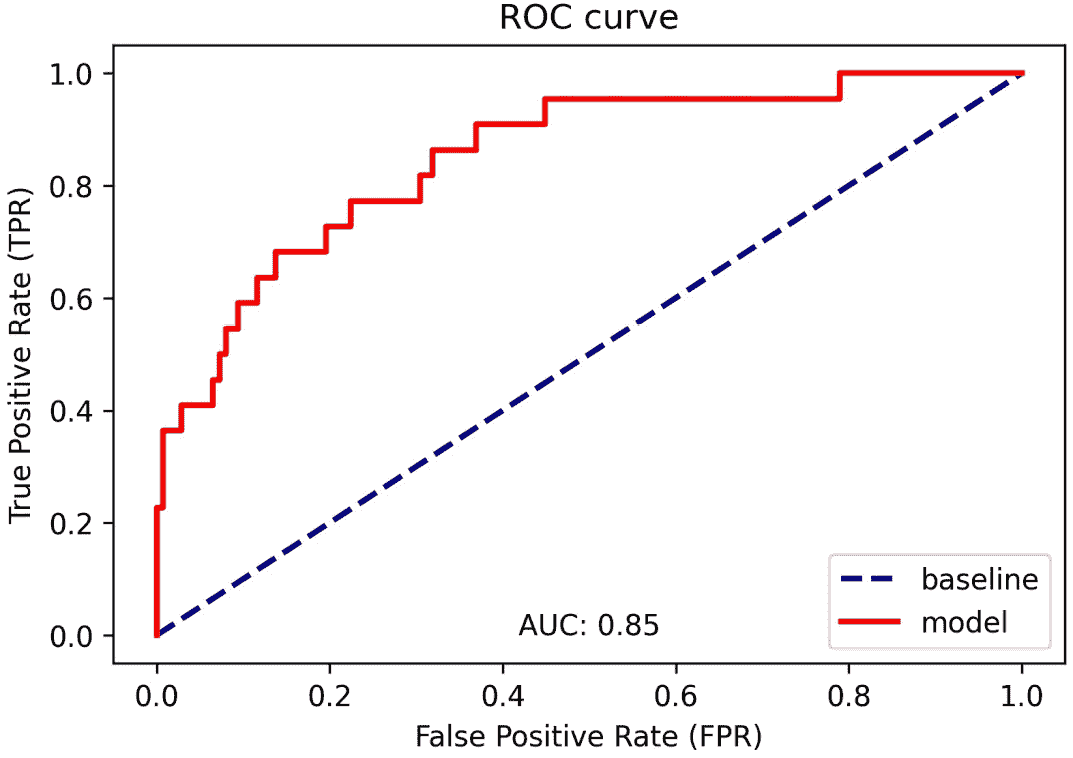 ROC curve
True Positive Rate (TPR)
1.0
0.8
0.6
0.4
0.2
0.0
AUC: 0.85
baseline
model
0.0 0.2 0.4 0.6 0.8 1.0
False Positive Rate (FPR)